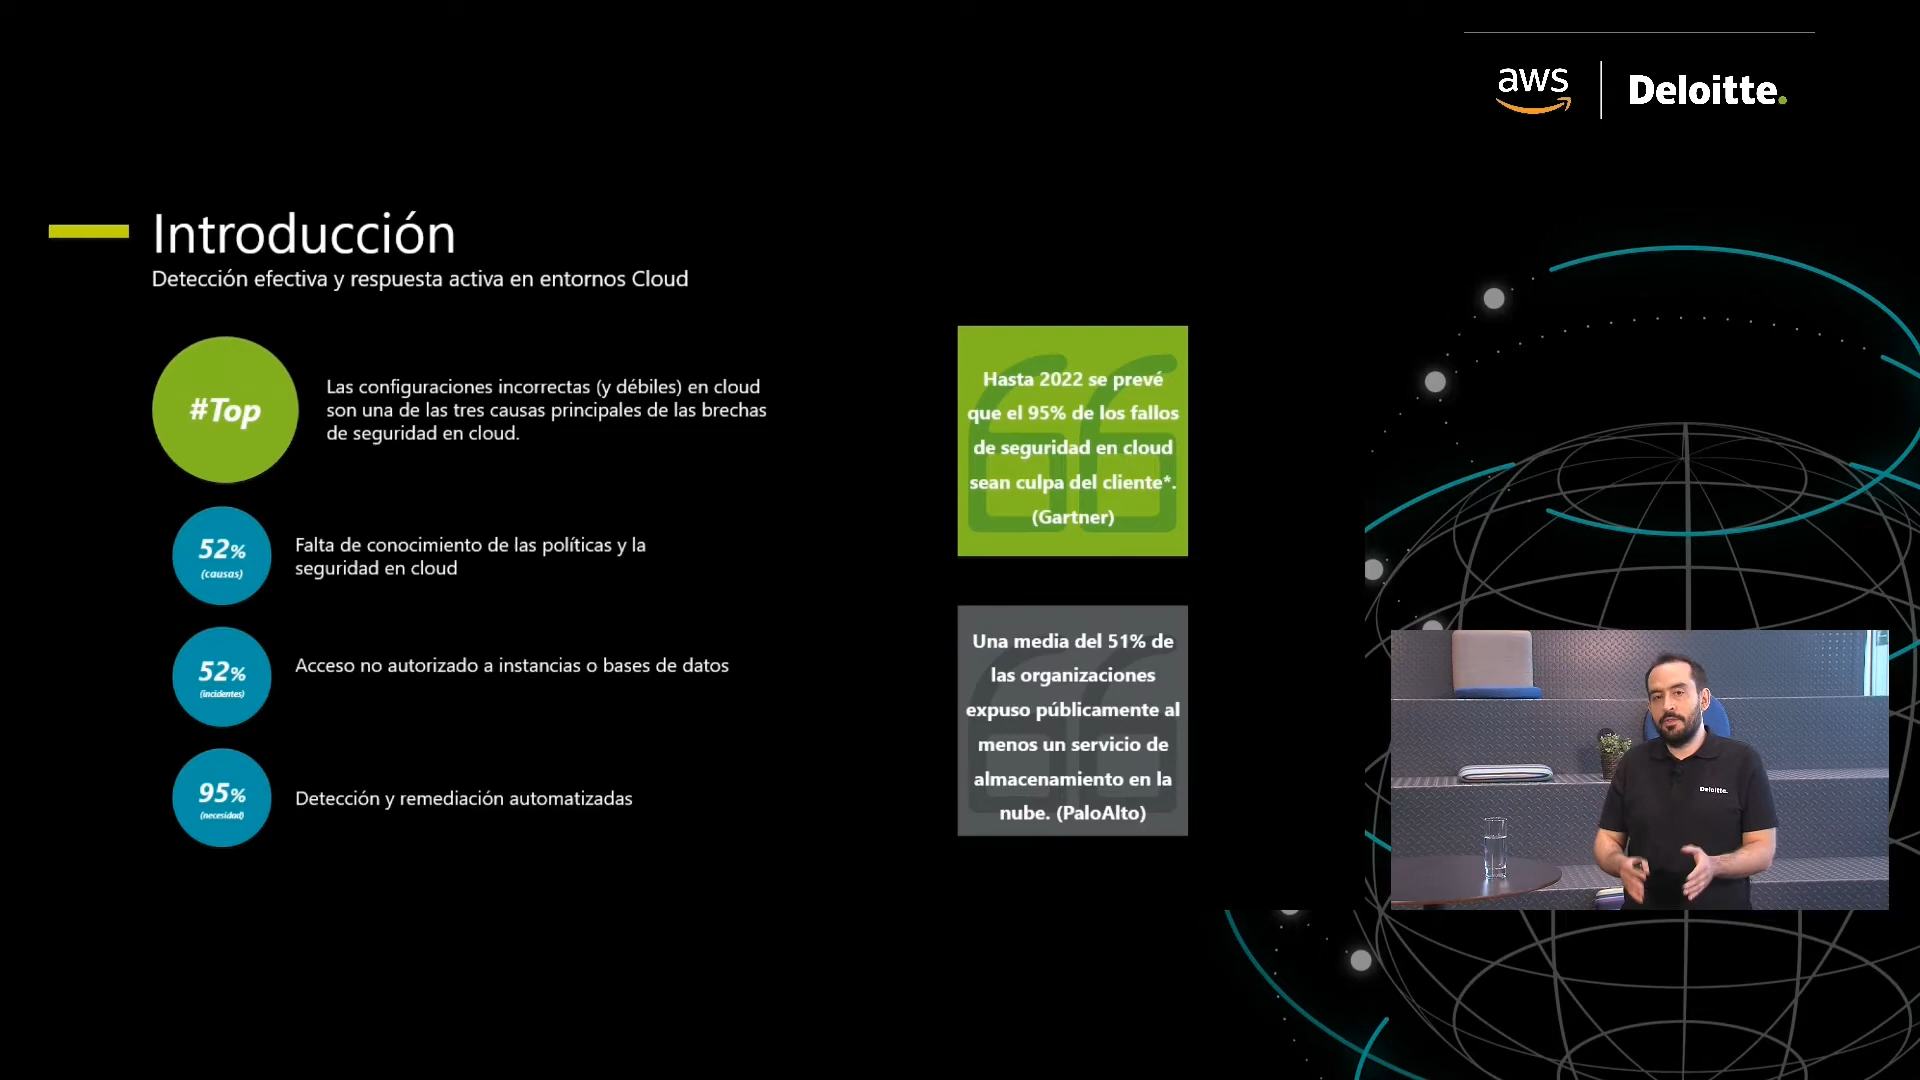 aws
Deloitte.
Introducción
Detección efectiva y respuesta activa en entornos Cloud
#Top
Las configuraciones incorrectas (y débiles) en cloud
son una de las tres causas principales de las brechas
de seguridad en cloud.
52%
(causas)
Falta de conocimiento de las políticas y la
seguridad en cloud
52%
(incidentes)
Acceso no autorizado a instancias o bases de datos
95%
(necesidad)
Detección y remediación automatizadas
Hasta 2022 se prevé
que el 95% de los fallos
de seguridad en cloud
sean culpa del cliente*.
(Gartner)
Una media del 51% de
las organizaciones
expuso públicamente al
menos un servicio de
almacenamiento en la
nube. (PaloAlto)
Deloitte.